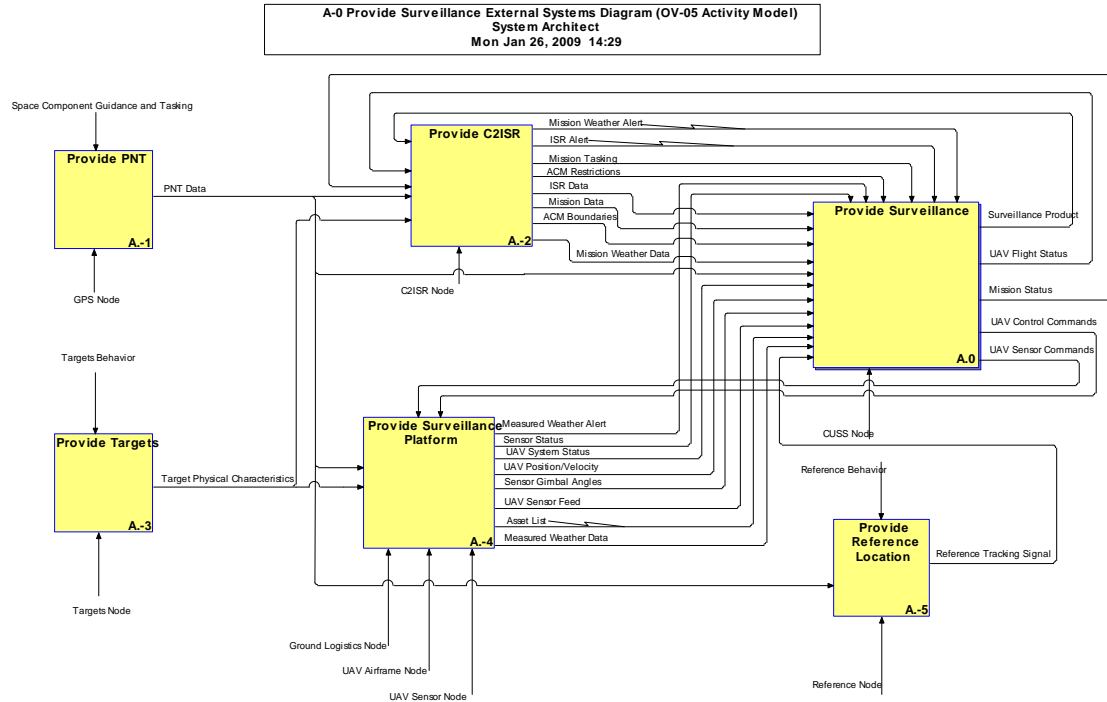 A-0 Provide Surveillance External Systems Diagram (OV-05 Activity Model)
System Architect
Mon Jan 26, 2009 14:29
Space Component Guidance and Tasking
Provide PNT
A.-1
PNT Data
GPS Node
Provide C2ISR
A.-2
C2ISR Node
Mission Weather Alert
ISR Alert
Mission Tasking
ACM Restrictions
ISR Data
Mission Data
ACM Boundaries
Mission Weather Data
Provide Surveillance
A.0
Surveillance Product
UAV Flight Status
Mission Status
UAV Control Commands
UAV Sensor Commands
CUSS Node
Targets Behavior
Provide Targets
A.-3
Target Physical Characteristics
Targets Node
Provide Surveillance
Platform
A.-4
Measured Weather Alert
Sensor Status
UAV System Status
UAV Position/Velocity
Sensor Gimbal Angles
UAV Sensor Feed
Asset List
Measured Weather Data
Ground Logistics Node
UAV Airframe Node
UAV Sensor Node
Reference Behavior
Provide
Reference
Location
A.-5
Reference Tracking Signal
Reference Node